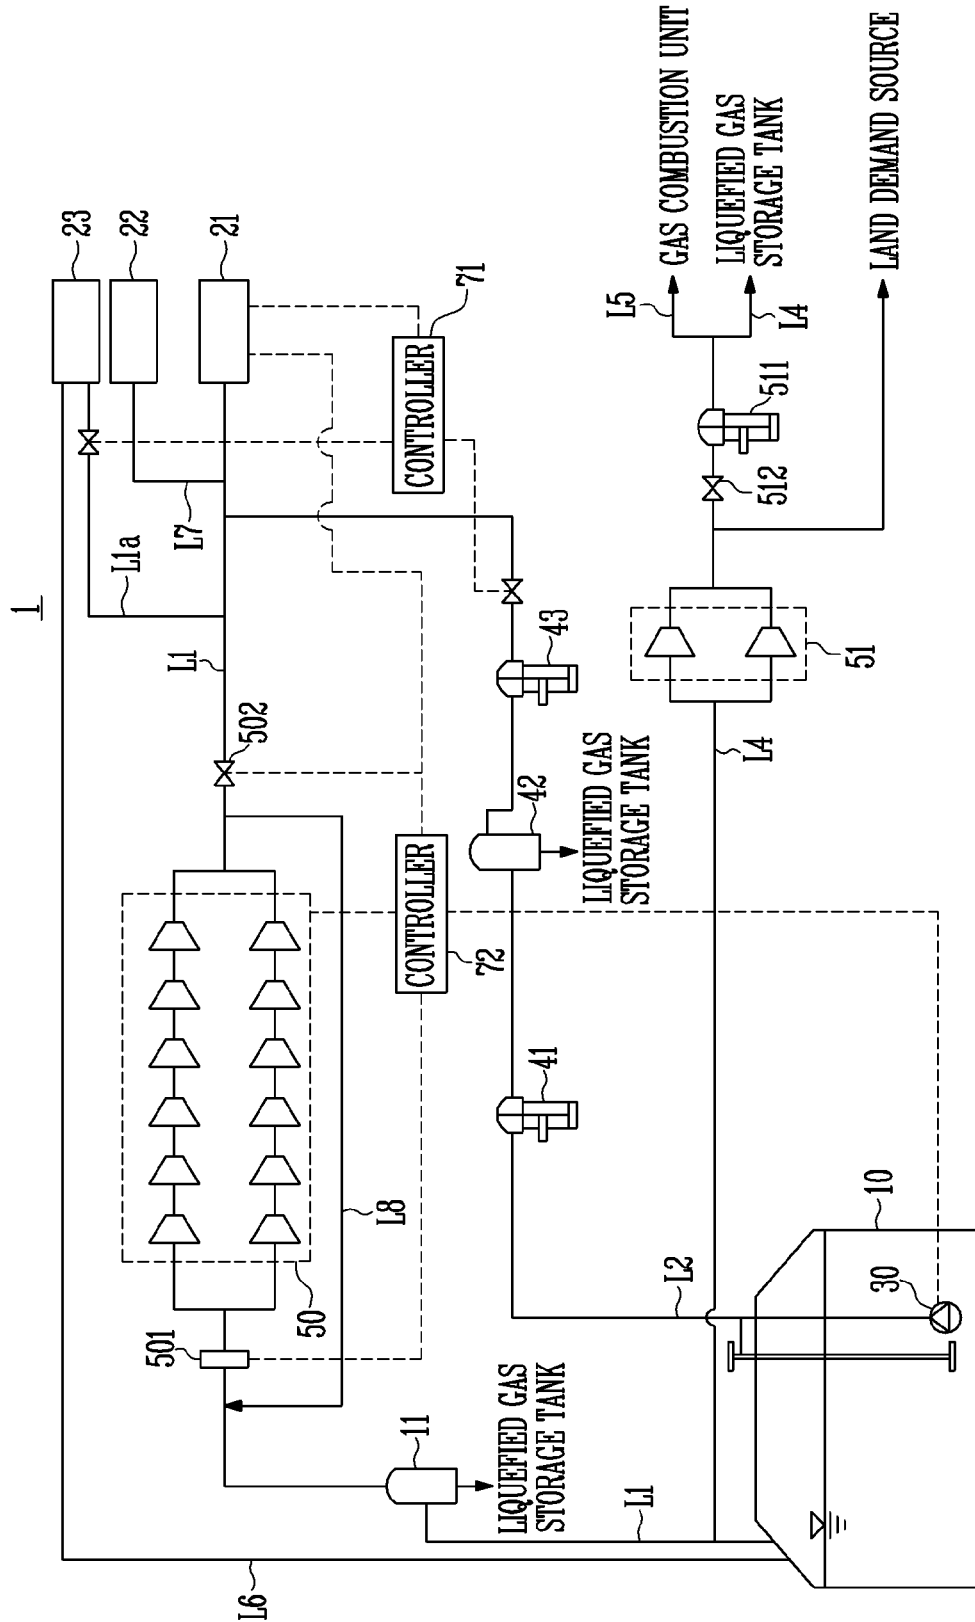 1
23
22
21
L7
L1a
L1
502
CONTROLLER
71
GAS COMBUSTION UNIT
L5
LIQUEFIED GAS
STORAGE TANK
L4
LAND DEMAND SOURCE
511
512
43
51
L4
42
LIQUEFIED GAS
STORAGE TANK
CONTROLLER
72
41
L8
50
501
11
LIQUEFIED GAS
STORAGE TANK
L2
10
30
L1
L6